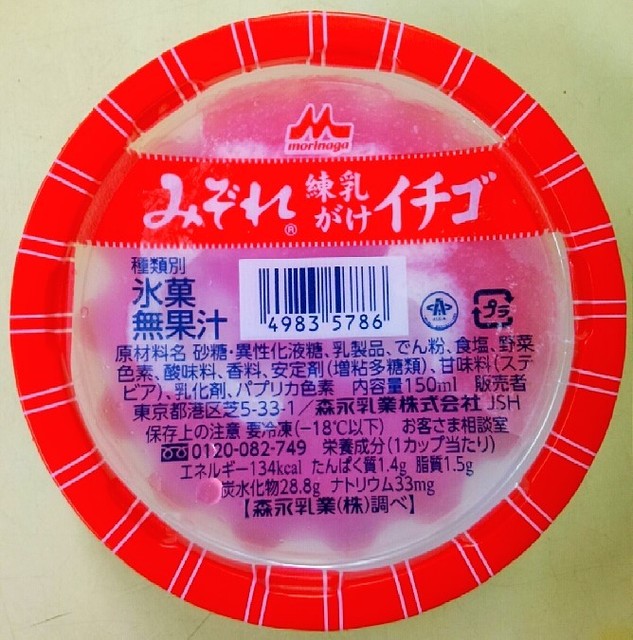 morinaga
みぞれ® 練乳がけ イチゴ
種類別
氷菓
無果汁
4983 5786
プラ
原材料名 砂糖・異性化液糖、乳製品、でん粉、食塩、野菜
色素、酸味料、香料、安定剤(増粘多糖類)、甘味料(ステ
ビア)、乳化剤、パプリカ色素 内容量150ml 販売者
東京都港区芝5-33-1/森永乳業株式会社 JSH
保存上の注意 要冷凍(−18℃以下) お客さま相談室
0120-082-749 栄養成分(1カップ当たり)
エネルギー134kcal たんぱく質1.4g 脂質1.5g
炭水化物28.8g ナトリウム33mg
【森永乳業(株)調べ】